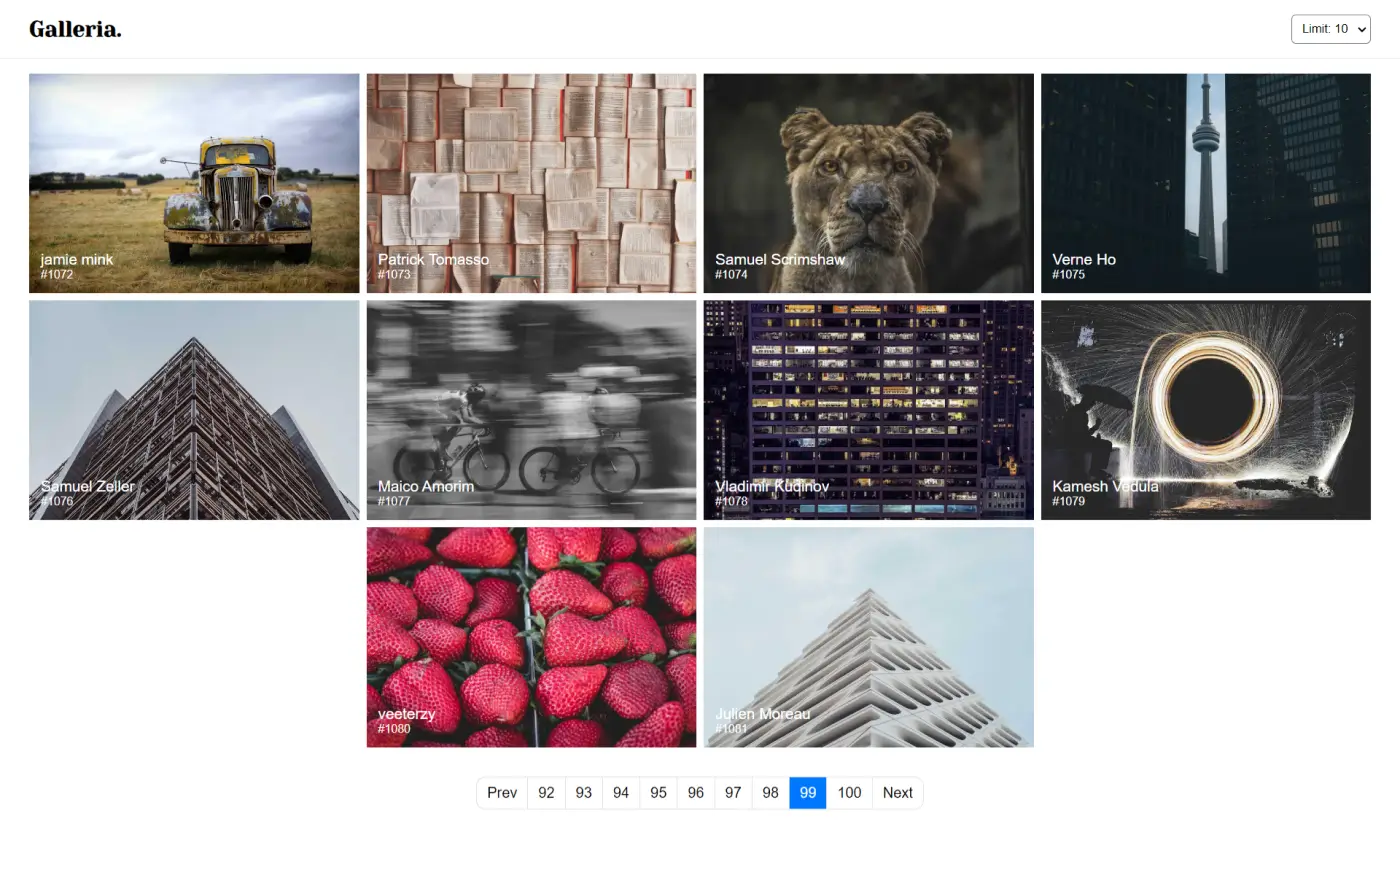 Galleria.
Limit: 10
jamie mink
#1072
Patrick Tomasso
#1073
Samuel Scrimshaw
#1074
Verne Ho
#1075
Samuel Zeller
#1076
Maico Amorim
#1077
Vladimir Kudinov
#1078
Kamesh Vedula
#1079
veeterzy
#1080
Julien Moreau
#1081
Prev 92 93 94 95 96 97 98 99 100 Next